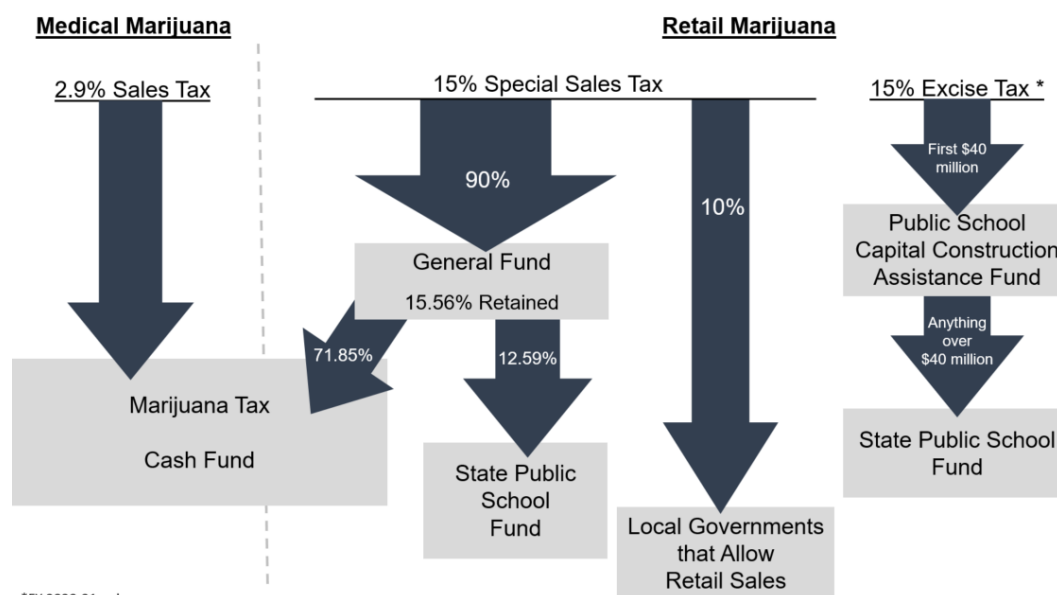 Medical Marijuana
Retail Marijuana
2.9% Sales Tax
15% Special Sales Tax
15% Excise Tax *
90%
10%
First $40
million
General Fund
15.56% Retained
Public School
Capital Construction
Assistance Fund
71.85%
12.59%
Anything
over
$40 million
Marijuana Tax
Cash Fund
State Public
School
Fund
Local Governments
that Allow
Retail Sales
State Public School
Fund